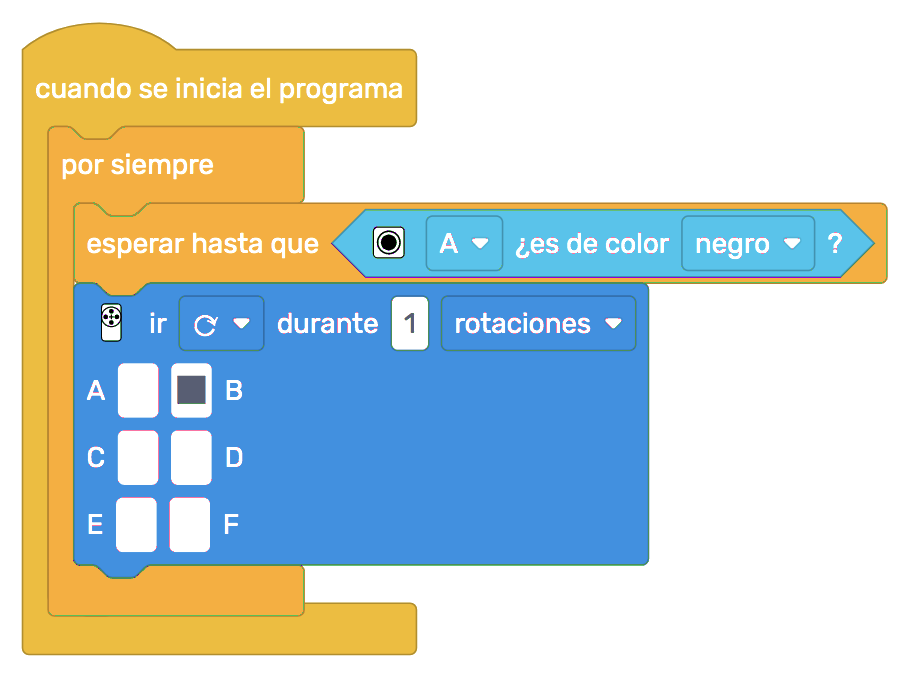 cuando se inicia el programa
por siempre
esperar hasta que A ¿es de color negro ?
ir durante 1 rotaciones
A B
C D
E F